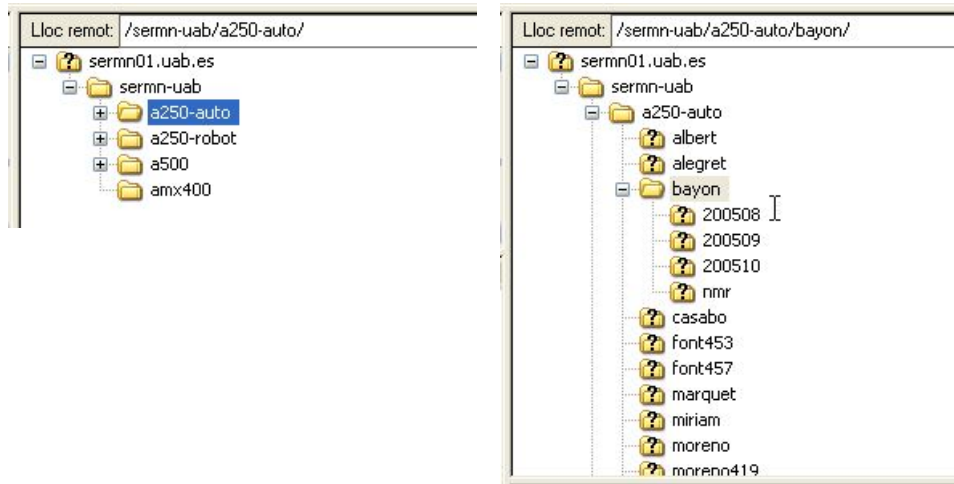 Lloc remot: /sermn-uab/a250-auto/
sermn01.uab.es
sermn-uab
a250-auto
a250-robot
a500
amx400
Lloc remot: /sermn-uab/a250-auto/bayon/
sermn01.uab.es
sermn-uab
a250-auto
albert
alegret
bayon
200508
200509
200510
nmr
casabo
font453
font457
marquet
miriam
moreno
moreno419